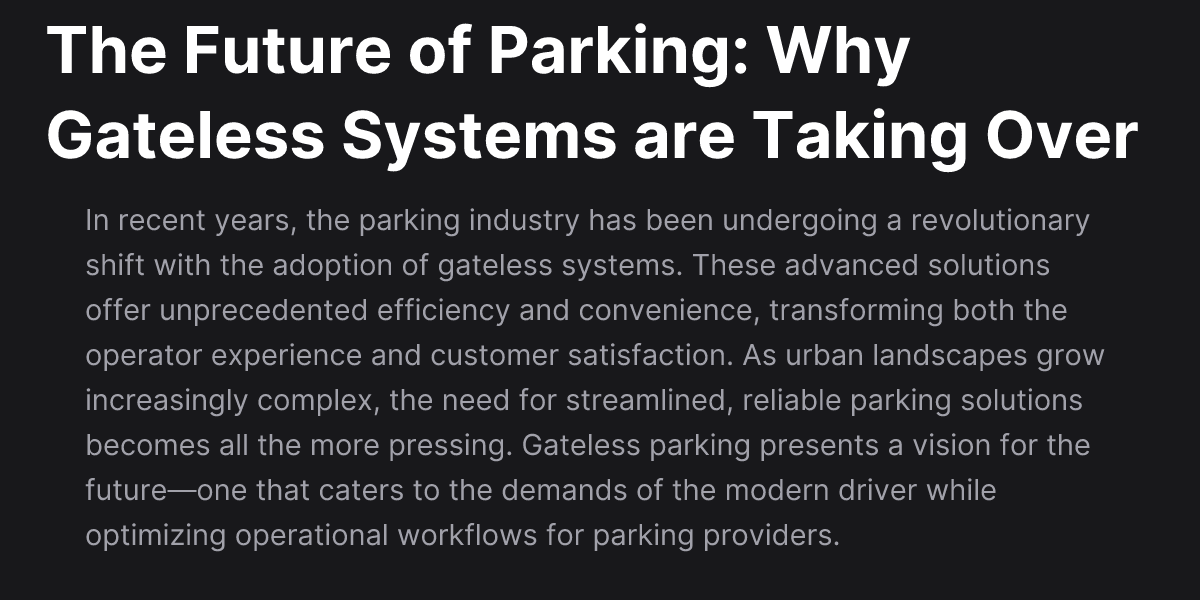 The Future of Parking: Why
Gateless Systems are Taking Over
In recent years, the parking industry has been undergoing a revolutionary
shift with the adoption of gateless systems. These advanced solutions
offer unprecedented efficiency and convenience, transforming both the
operator experience and customer satisfaction. As urban landscapes grow
increasingly complex, the need for streamlined, reliable parking solutions
becomes all the more pressing. Gateless parking presents a vision for the
future—one that caters to the demands of the modern driver while
optimizing operational workflows for parking providers.